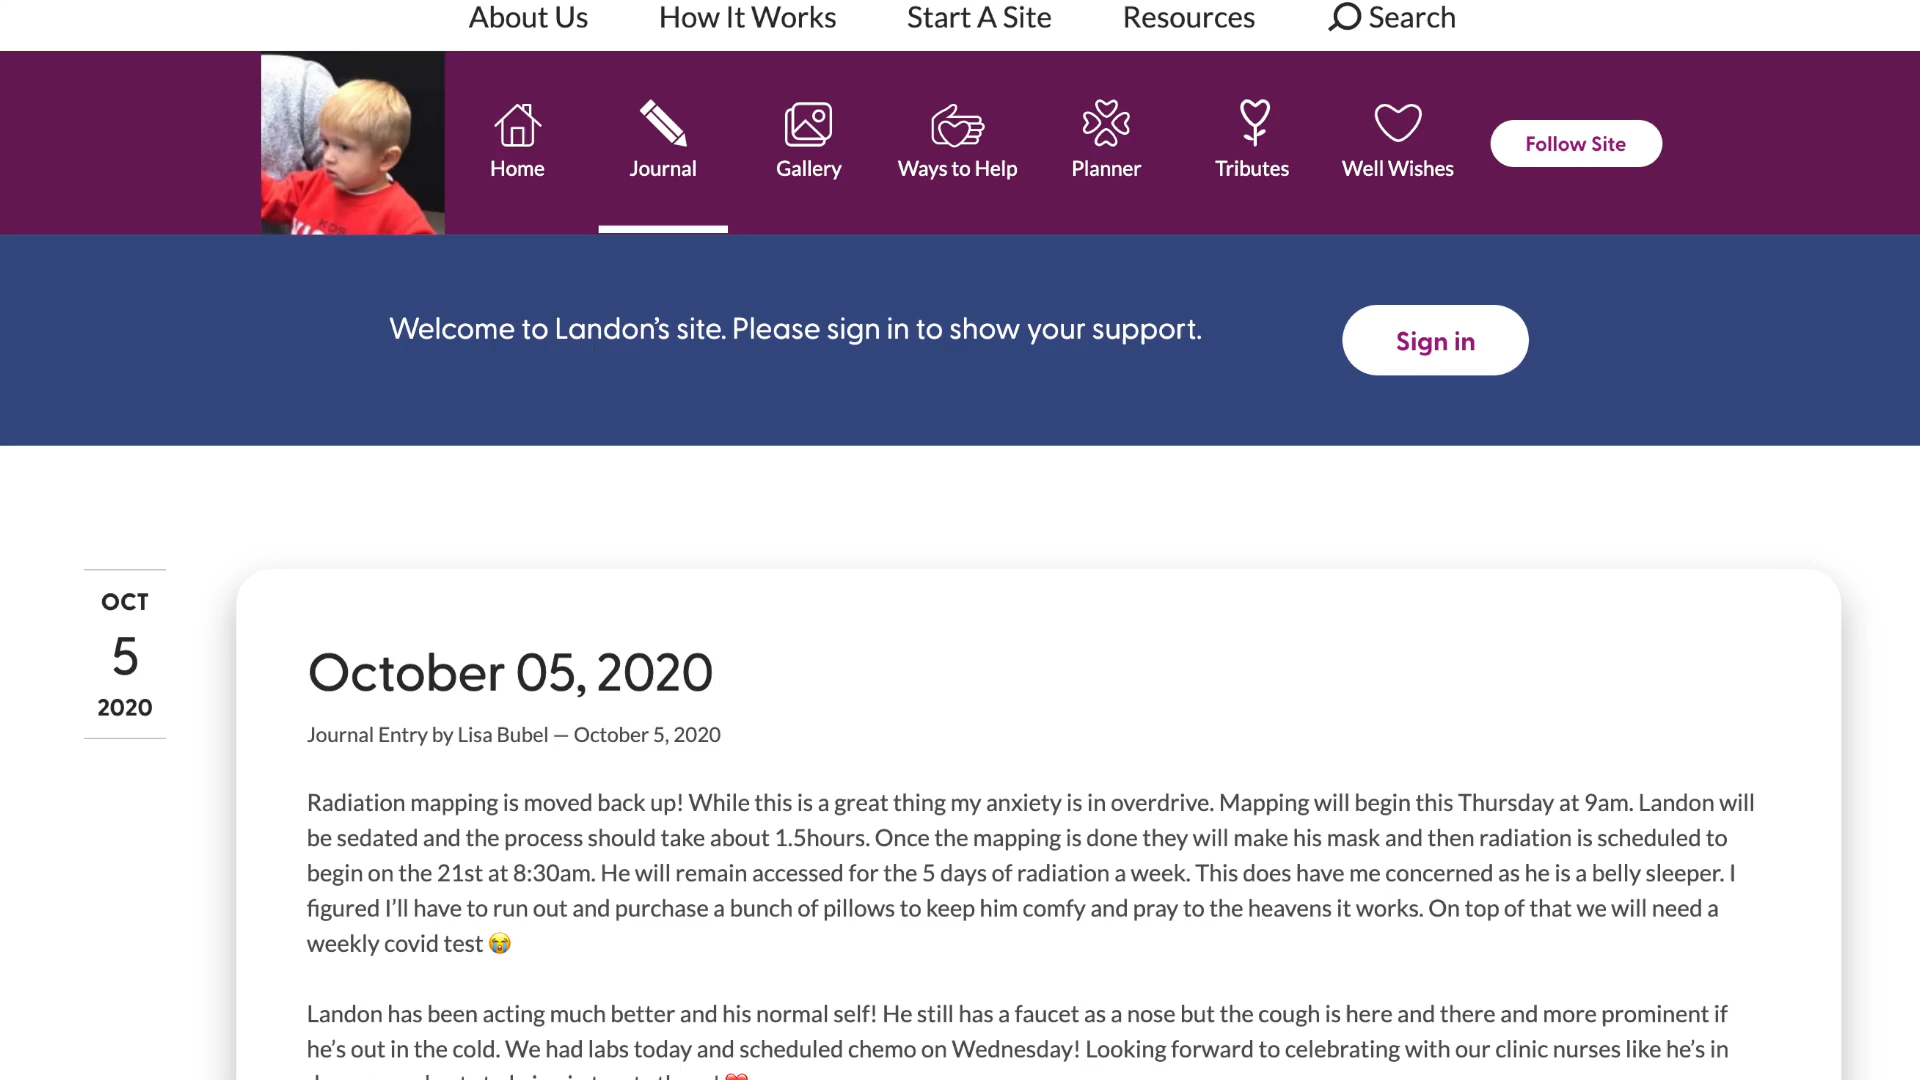 About Us How It Works Start A Site Resources Search
Home Journal Gallery Ways to Help Planner Tributes Well Wishes Follow Site
Welcome to Landon’s site. Please sign in to show your support. Sign in
OCT
5
2020
October 05, 2020
Journal Entry by Lisa Bubel — October 5, 2020
Radiation mapping is moved back up! While this is a great thing my anxiety is in overdrive. Mapping will begin this Thursday at 9am. Landon will
be sedated and the process should take about 1.5hours. Once the mapping is done they will make his mask and then radiation is scheduled to
begin on the 21st at 8:30am. He will remain accessed for the 5 days of radiation a week. This does have me concerned as he is a belly sleeper. I
figured I’ll have to run out and purchase a bunch of pillows to keep him comfy and pray to the heavens it works. On top of that we will need a
weekly covid test 😭
Landon has been acting much better and his normal self! He still has a faucet as a nose but the cough is here and there and more prominent if
he’s out in the cold. We had labs today and scheduled chemo on Wednesday! Looking forward to celebrating with our clinic nurses like he’s in